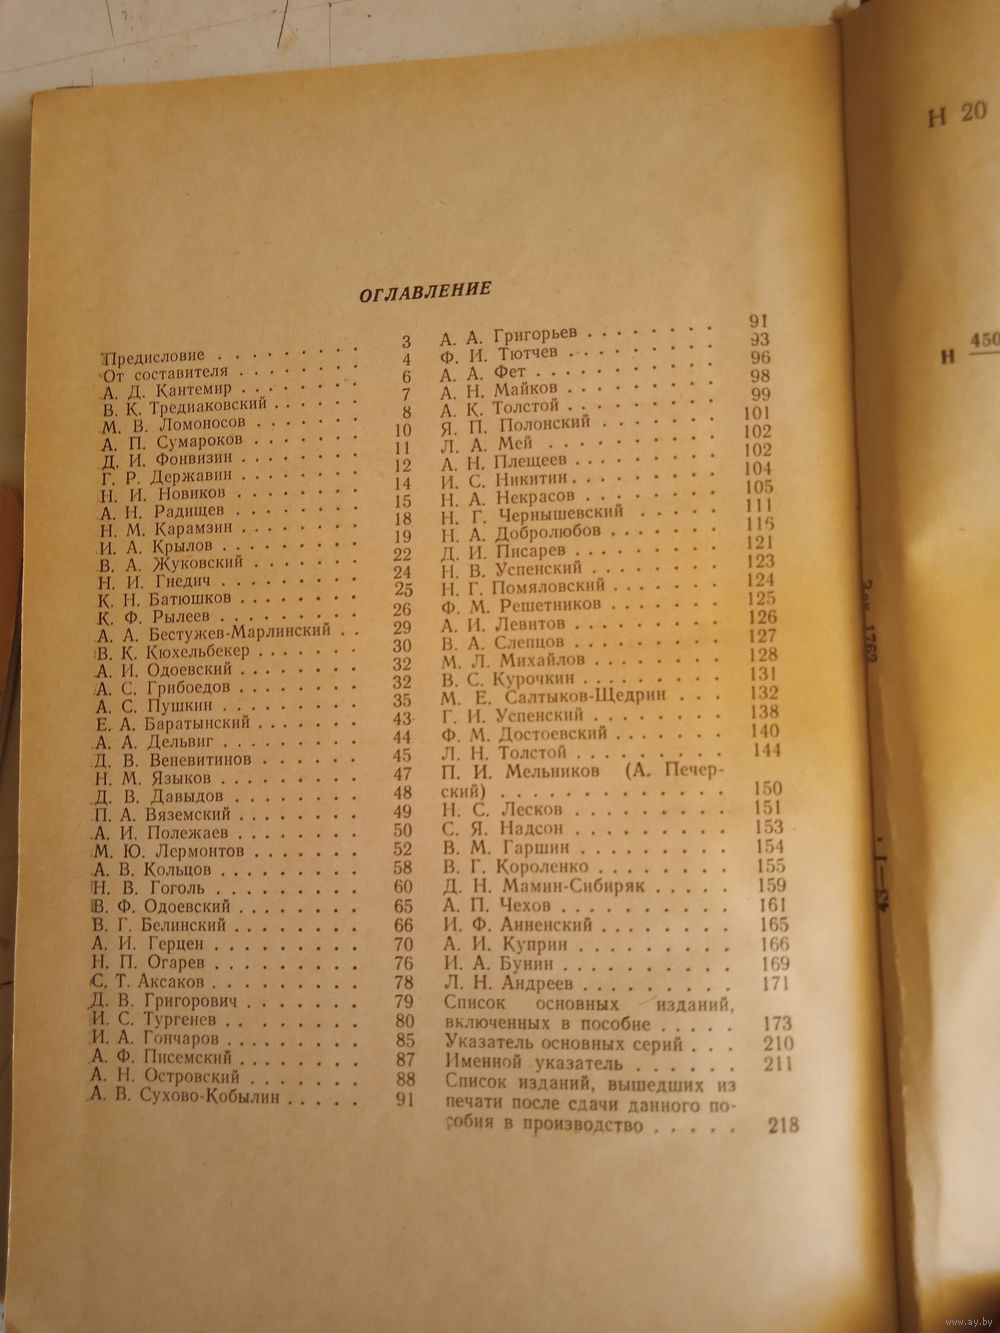 ОГЛАВЛЕНИЕ
Предисловие . . . . . . . . . 3
От составителя . . . . . . . . 4
А. Д. Кантемир . . . . . . . . 6
В. К. Тредиаковский . . . . . . 7
М. В. Ломоносов . . . . . . . 8
А. П. Сумароков . . . . . . . 10
Д. И. Фонвизин . . . . . . . . 11
Г. Р. Державин . . . . . . . . 12
Н. И. Новиков . . . . . . . . 14
А. Н. Радищев . . . . . . . . 15
Н. М. Карамзин . . . . . . . . 18
И. А. Крылов . . . . . . . . . 19
В. А. Жуковский . . . . . . . 22
Н. И. Гнедич . . . . . . . . . 24
К. Н. Батюшков . . . . . . . . 25
К. Ф. Рылеев . . . . . . . . . 26
А. А. Бестужев-Марлинский . . 29
В. К. Кюхельбекер . . . . . . . 30
А. И. Одоевский . . . . . . . . 32
А. С. Грибоедов . . . . . . . . 32
А. С. Пушкин . . . . . . . . . 35
Е. А. Баратынский . . . . . . . 43
А. А. Дельвиг . . . . . . . . . 44
Д. В. Веневитинов . . . . . . . 45
Н. М. Языков . . . . . . . . . 47
Д. В. Давыдов . . . . . . . . 48
П. А. Вяземский . . . . . . . . 49
А. И. Полежаев . . . . . . . . 50
М. Ю. Лермонтов . . . . . . . 52
А. В. Кольцов . . . . . . . . . 58
Н. В. Гоголь . . . . . . . . . 60
В. Ф. Одоевский . . . . . . . . 65
В. Г. Белинский . . . . . . . . 66
А. И. Герцен . . . . . . . . . 70
Н. П. Огарев . . . . . . . . . 76
С. Т. Аксаков . . . . . . . . . 78
Д. В. Григорович . . . . . . . 79
И. С. Тургенев . . . . . . . . 80
И. А. Гончаров . . . . . . . . 85
А. Ф. Писемский . . . . . . . . 87
А. Н. Островский . . . . . . . 88
А. В. Сухово-Кобылин . . . . . 91
А. А. Григорьев . . . . . . . . 91
Ф. И. Тютчев . . . . . . . . . 93
А. А. Фет . . . . . . . . . . 96
А. Н. Майков . . . . . . . . . 98
А. К. Толстой . . . . . . . . . 99
Я. П. Полонский . . . . . . . 101
Л. А. Мей . . . . . . . . . . 102
А. Н. Плещеев . . . . . . . . 102
И. С. Никитин . . . . . . . . . 104
Н. А. Некрасов . . . . . . . . 105
Н. Г. Чернышевский . . . . . 111
Н. А. Добролюбов . . . . . . . 116
Д. И. Писарев . . . . . . . . 121
Н. В. Успенский . . . . . . . . 123
Н. Г. Помяловский . . . . . . 124
Ф. М. Решетников . . . . . . . 125
А. И. Левитов . . . . . . . . 126
В. А. Слепцов . . . . . . . . 127
М. Л. Михайлов . . . . . . . 128
В. С. Курочкин . . . . . . . . 131
М. Е. Салтыков-Щедрин . . . 132
Г. И. Успенский . . . . . . . . 138
Ф. М. Достоевский . . . . . . . 140
Л. Н. Толстой . . . . . . . . . 144
П. И. Мельников (А. Печер-
ский) . . . . . . . . . . . . . 150
Н. С. Лесков . . . . . . . . . 151
С. Я. Надсон . . . . . . . . . 153
В. М. Гаршин . . . . . . . . . 154
В. Г. Короленко . . . . . . . . 155
Д. Н. Мамин-Сибиряк . . . . . 159
А. П. Чехов . . . . . . . . . . 161
И. Ф. Анненский . . . . . . . . 165
А. И. Куприн . . . . . . . . . 166
И. А. Бунин . . . . . . . . . . 169
Л. Н. Андреев . . . . . . . . . 171
Список основных изданий,
включенных в пособие . . . . . 173
Указатель основных серий . . . 210
Именной указатель . . . . . . 211
Список изданий, вышедших из
печати после сдачи данного по-
собия в производство . . . . . 218
Н 20
Н 450
www.ay.by